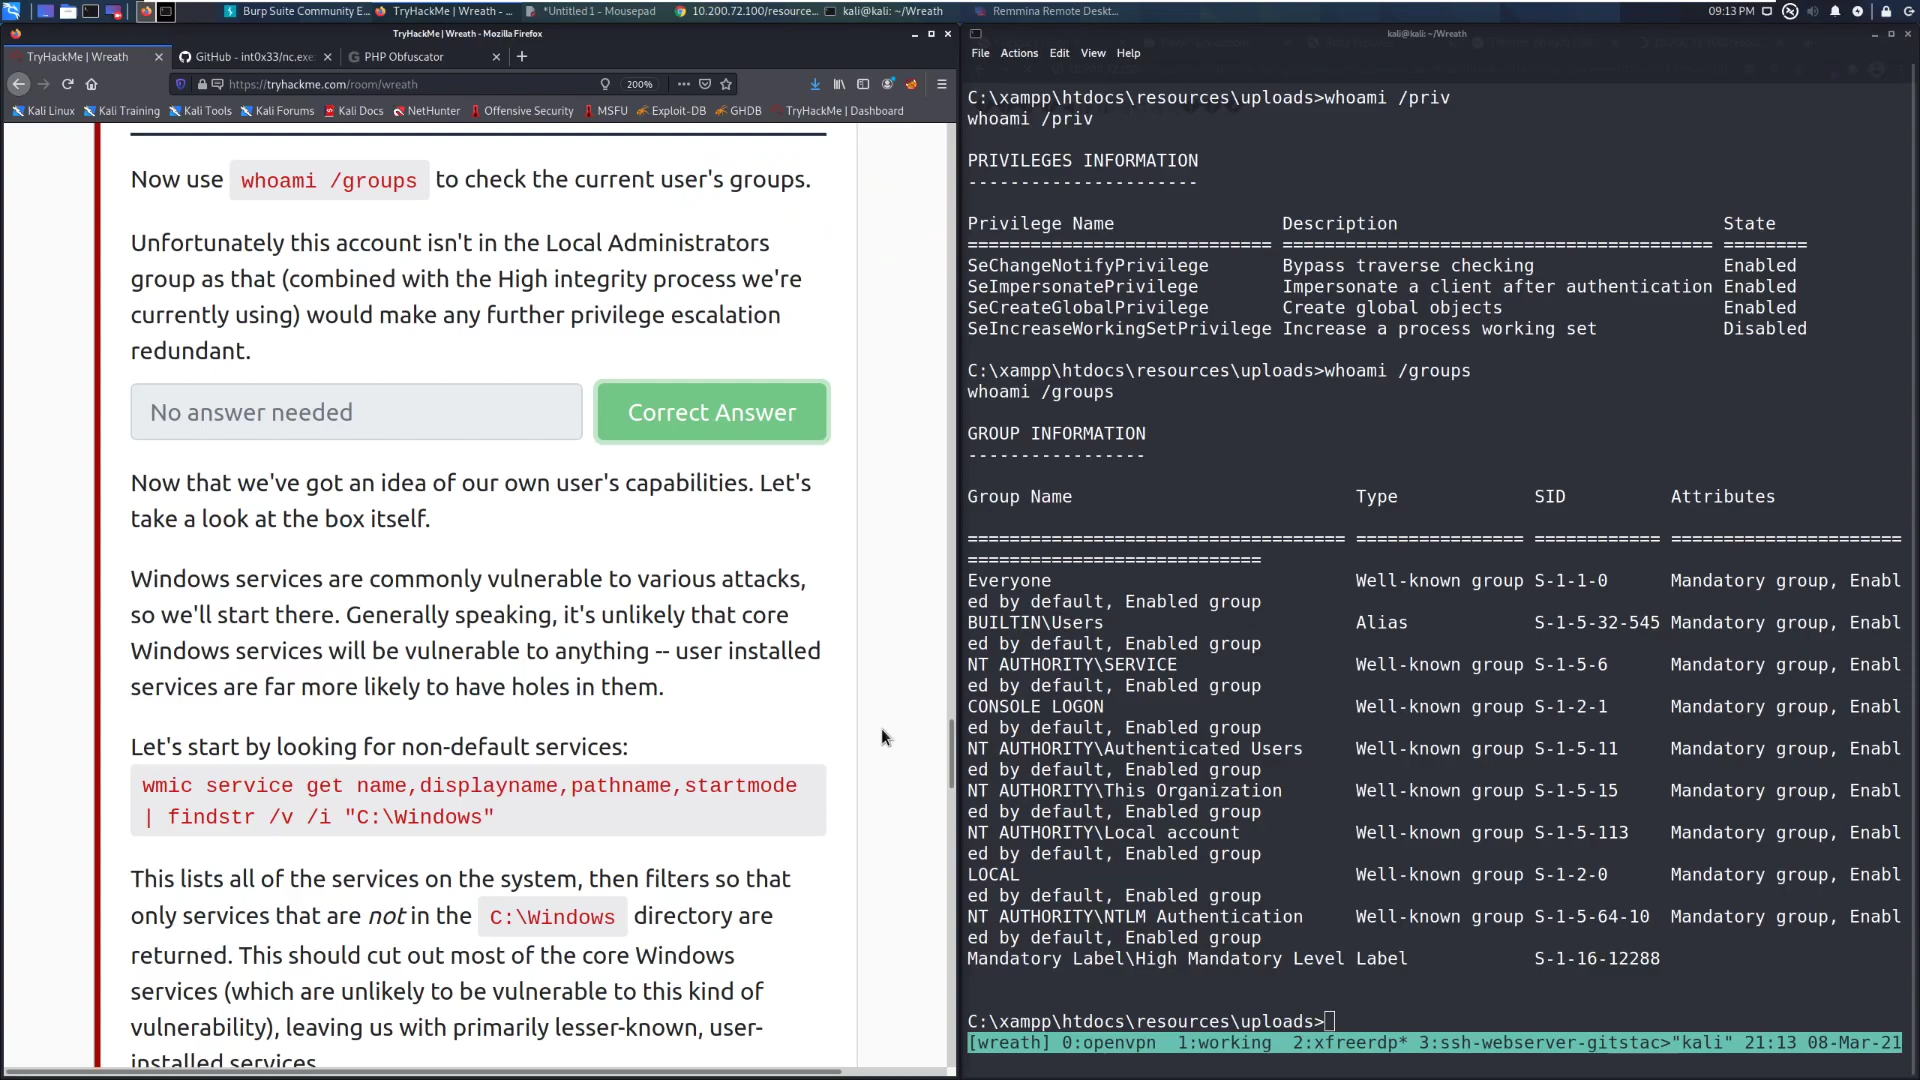 Burp Suite Community E...
TryHackMe | Wreath - ...
*Untitled 1 - Mousepad
10.200.72.100/resource...
kali@kali: ~/Wreath
Remmina Remote Deskt...
09:13 PM
TryHackMe | Wreath - Mozilla Firefox
TryHackMe | Wreath
GitHub - int0x33/nc.exe:
PHP Obfuscator
https://tryhackme.com/room/wreath
200%
Kali Linux
Kali Training
Kali Tools
Kali Forums
Kali Docs
NetHunter
Offensive Security
MSFU
Exploit-DB
GHDB
TryHackMe | Dashboard
Now use whoami /groups to check the current user's groups.
Unfortunately this account isn't in the Local Administrators
group as that (combined with the High integrity process we're
currently using) would make any further privilege escalation
redundant.
No answer needed
Correct Answer
Now that we've got an idea of our own user's capabilities. Let's
take a look at the box itself.
Windows services are commonly vulnerable to various attacks,
so we'll start there. Generally speaking, it's unlikely that core
Windows services will be vulnerable to anything -- user installed
services are far more likely to have holes in them.
Let's start by looking for non-default services:
wmic service get name,displayname,pathname,startmode
| findstr /v /i "C:\Windows"
This lists all of the services on the system, then filters so that
only services that are not in the C:\Windows directory are
returned. This should cut out most of the core Windows
services (which are unlikely to be vulnerable to this kind of
vulnerability), leaving us with primarily lesser-known, user-
installed services.
kali@kali: ~/Wreath
File Actions Edit View Help
C:\xampp\htdocs\resources\uploads>whoami /priv
whoami /priv
PRIVILEGES INFORMATION
----------------------
Privilege Name Description State
============================= ========================================= ========
SeChangeNotifyPrivilege Bypass traverse checking Enabled
SeImpersonatePrivilege Impersonate a client after authentication Enabled
SeCreateGlobalPrivilege Create global objects Enabled
SeIncreaseWorkingSetPrivilege Increase a process working set Disabled
C:\xampp\htdocs\resources\uploads>whoami /groups
whoami /groups
GROUP INFORMATION
-----------------
Group Name Type SID Attributes
==================================== ================ ============ ======================
============================
Everyone Well-known group S-1-1-0 Mandatory group, Enabl
ed by default, Enabled group
BUILTIN\Users Alias S-1-5-32-545 Mandatory group, Enabl
ed by default, Enabled group
NT AUTHORITY\SERVICE Well-known group S-1-5-6 Mandatory group, Enabl
ed by default, Enabled group
CONSOLE LOGON Well-known group S-1-2-1 Mandatory group, Enabl
ed by default, Enabled group
NT AUTHORITY\Authenticated Users Well-known group S-1-5-11 Mandatory group, Enabl
ed by default, Enabled group
NT AUTHORITY\This Organization Well-known group S-1-5-15 Mandatory group, Enabl
ed by default, Enabled group
NT AUTHORITY\Local account Well-known group S-1-5-113 Mandatory group, Enabl
ed by default, Enabled group
LOCAL Well-known group S-1-2-0 Mandatory group, Enabl
ed by default, Enabled group
NT AUTHORITY\NTLM Authentication Well-known group S-1-5-64-10 Mandatory group, Enabl
ed by default, Enabled group
Mandatory Label\High Mandatory Level Label S-1-16-12288
C:\xampp\htdocs\resources\uploads>
[wreath] 0:openvpn 1:working 2:xfreerdp* 3:ssh-webserver-gitstac>"kali" 21:13 08-Mar-21